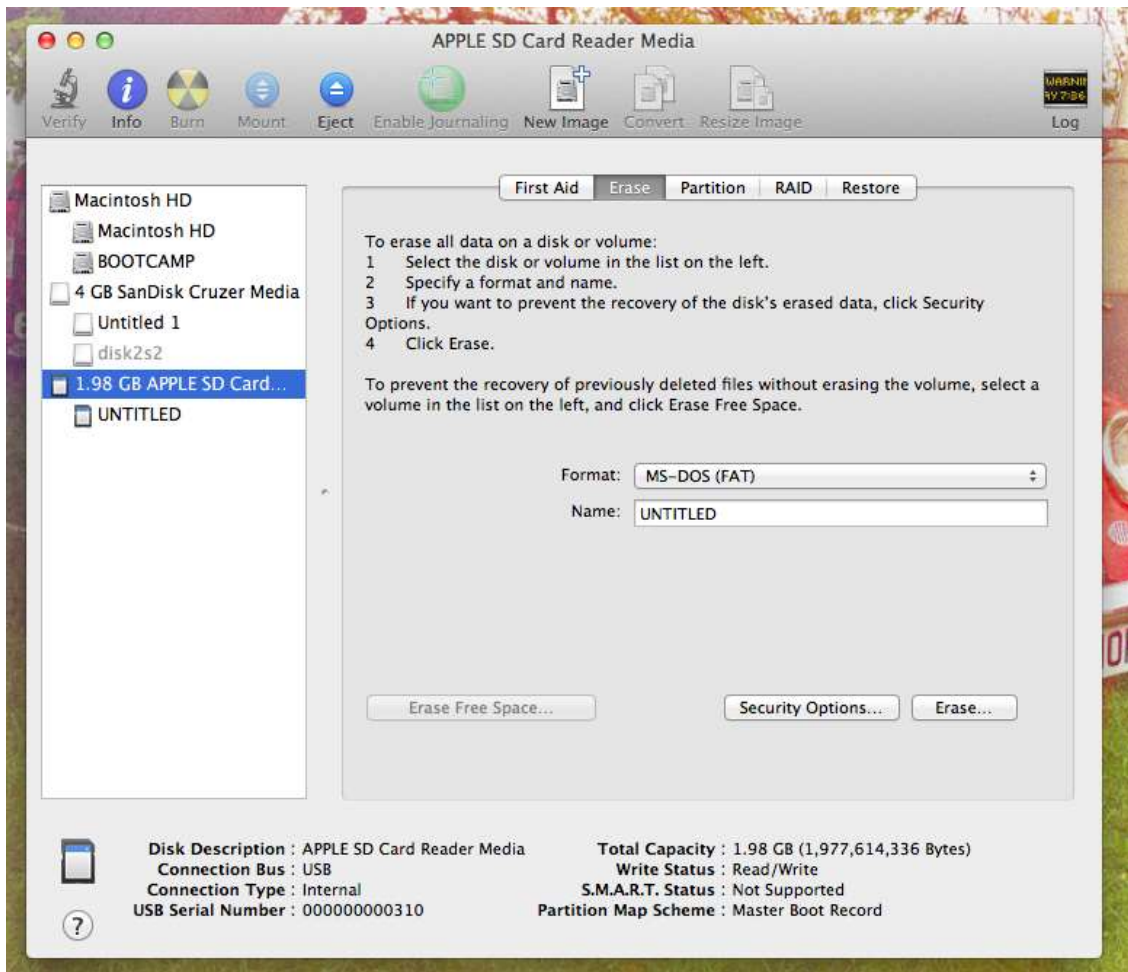 APPLE SD Card Reader Media
Verify Info Burn Mount Eject Enable Journaling New Image Convert Resize Image Log
WARNIN
AY 7:36
First Aid Erase Partition RAID Restore
Macintosh HD
Macintosh HD
BOOTCAMP
4 GB SanDisk Cruzer Media
Untitled 1
disk2s2
1.98 GB APPLE SD Card...
UNTITLED
To erase all data on a disk or volume:
1 Select the disk or volume in the list on the left.
2 Specify a format and name.
3 If you want to prevent the recovery of the disk's erased data, click Security
Options.
4 Click Erase.
To prevent the recovery of previously deleted files without erasing the volume, select a
volume in the list on the left, and click Erase Free Space.
Format: MS-DOS (FAT)
Name: UNTITLED
Erase Free Space... Security Options... Erase...
Disk Description : APPLE SD Card Reader Media
Connection Bus : USB
Connection Type : Internal
USB Serial Number : 000000000310
Total Capacity : 1.98 GB (1,977,614,336 Bytes)
Write Status : Read/Write
S.M.A.R.T. Status : Not Supported
Partition Map Scheme : Master Boot Record
?